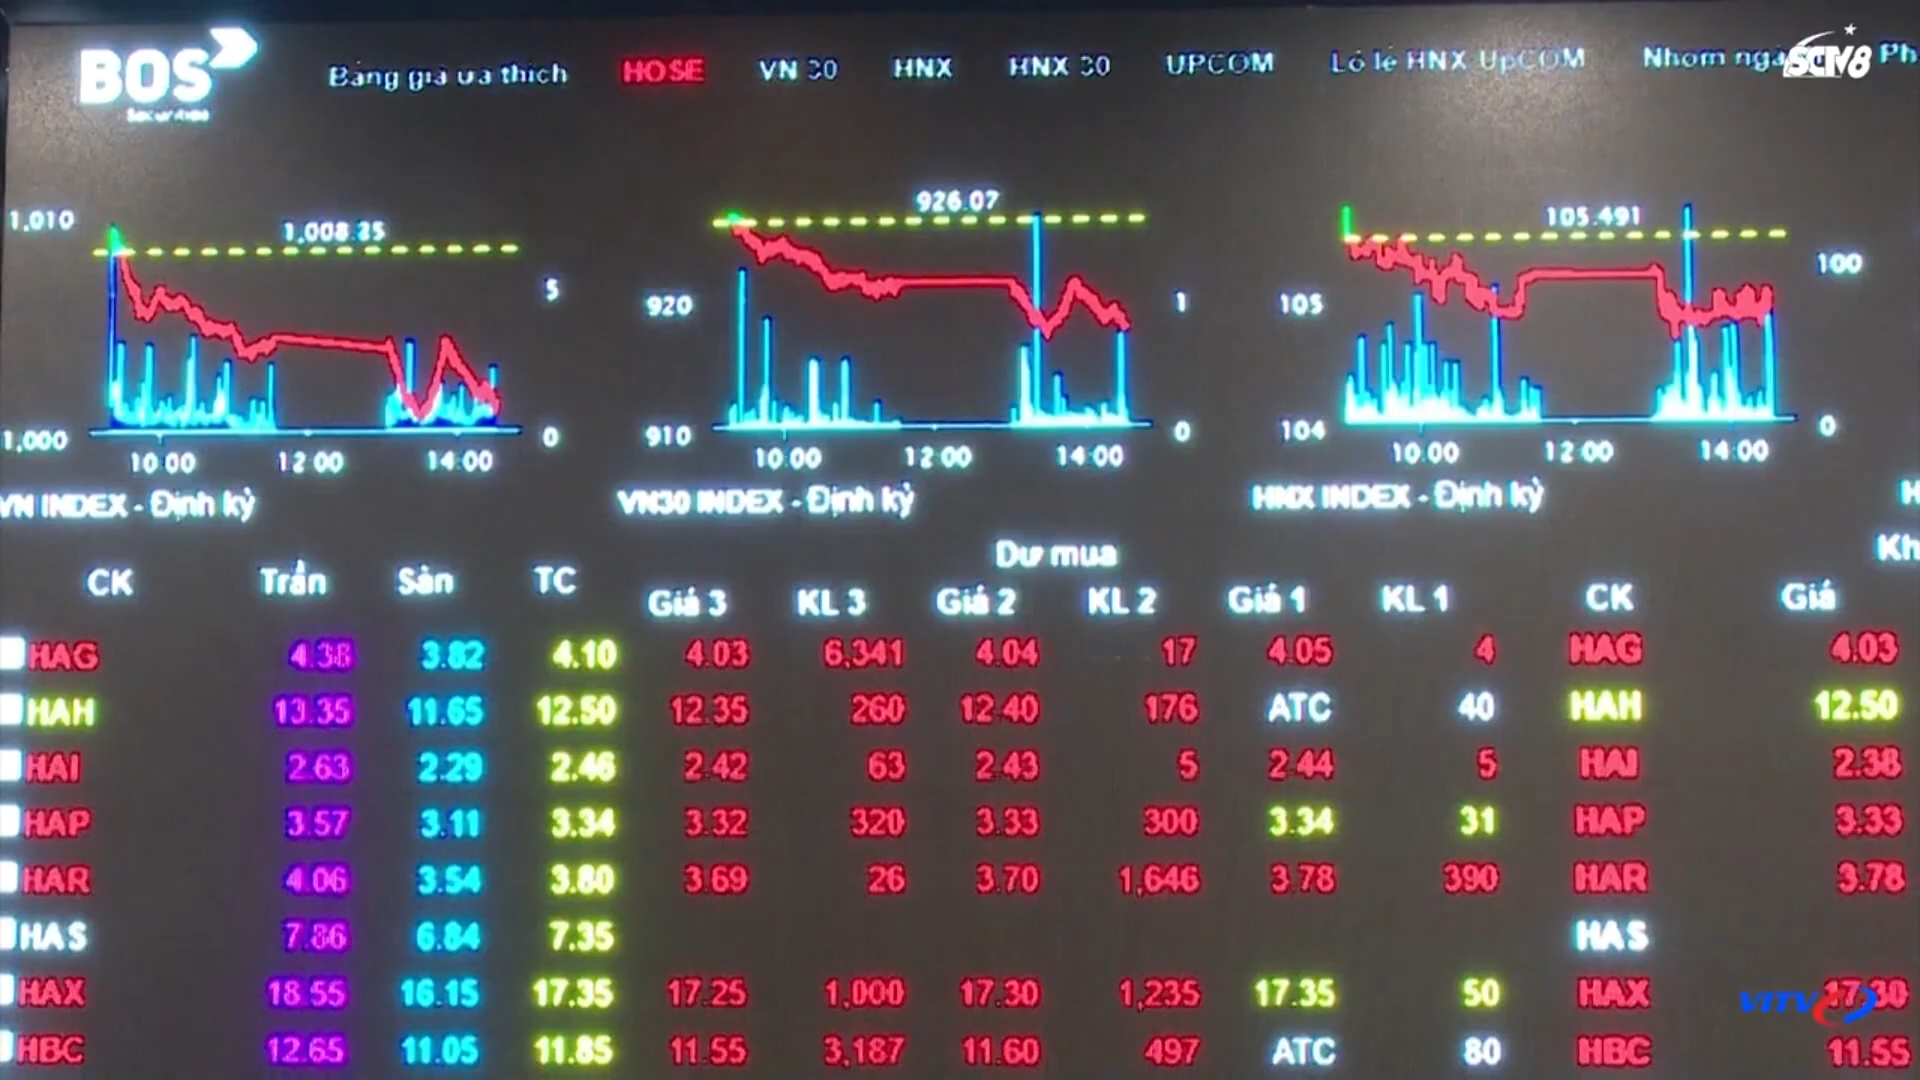 BOS
Securities
Bảng giá ưa thích HOSE VN 30 HNX HNX 30 UPCOM Lô lẻ HNX UpCOM Nhóm Ph
SCTV8
1,010 1,008.35 5 1,000 0
10:00 12:00 14:00
VN INDEX - Định kỳ
926.07 920 1 910 0
10:00 12:00 14:00
VN30 INDEX - Định kỳ
105.491 100 105 104 0
10:00 12:00 14:00
HNX INDEX - Định kỳ
H
Dư mua Kh
CK Trần Sàn TC Giá 3 KL 3 Giá 2 KL 2 Giá 1 KL 1 CK Giá
HAG 4.38 3.82 4.10 4.03 6,341 4.04 17 4.05 4 HAG 4.03
HAH 13.35 11.65 12.50 12.35 260 12.40 176 ATC 40 HAH 12.50
HAI 2.63 2.29 2.46 2.42 63 2.43 5 2.44 5 HAI 2.38
HAP 3.57 3.11 3.34 3.32 320 3.33 300 3.34 31 HAP 3.33
HAR 4.06 3.54 3.80 3.69 26 3.70 1,646 3.78 390 HAR 3.78
HAS 7.86 6.84 7.35 HAS
HAX 18.55 16.15 17.35 17.25 1,000 17.30 1,235 17.35 50 HAX 17.30
VITV
HBC 12.65 11.05 11.85 11.55 3,187 11.60 497 ATC 80 HBC 11.55